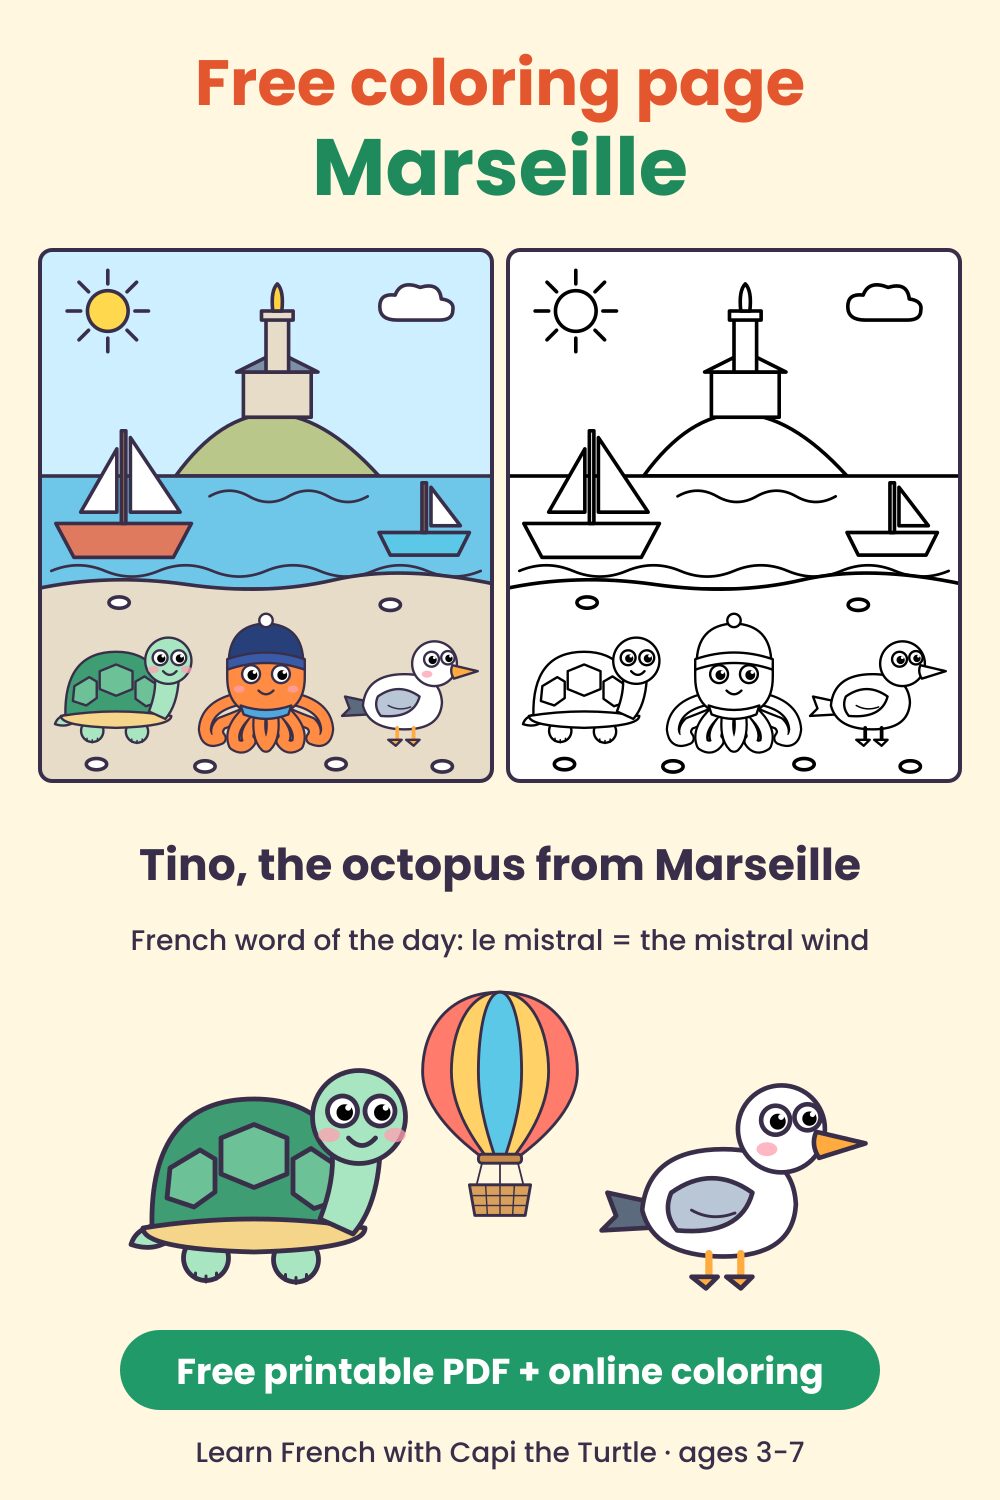 Free coloring page
Marseille
Tino, the octopus from Marseille
French word of the day: le mistral = the mistral wind
Free printable PDF + online coloring
Learn French with Capi the Turtle · ages 3-7